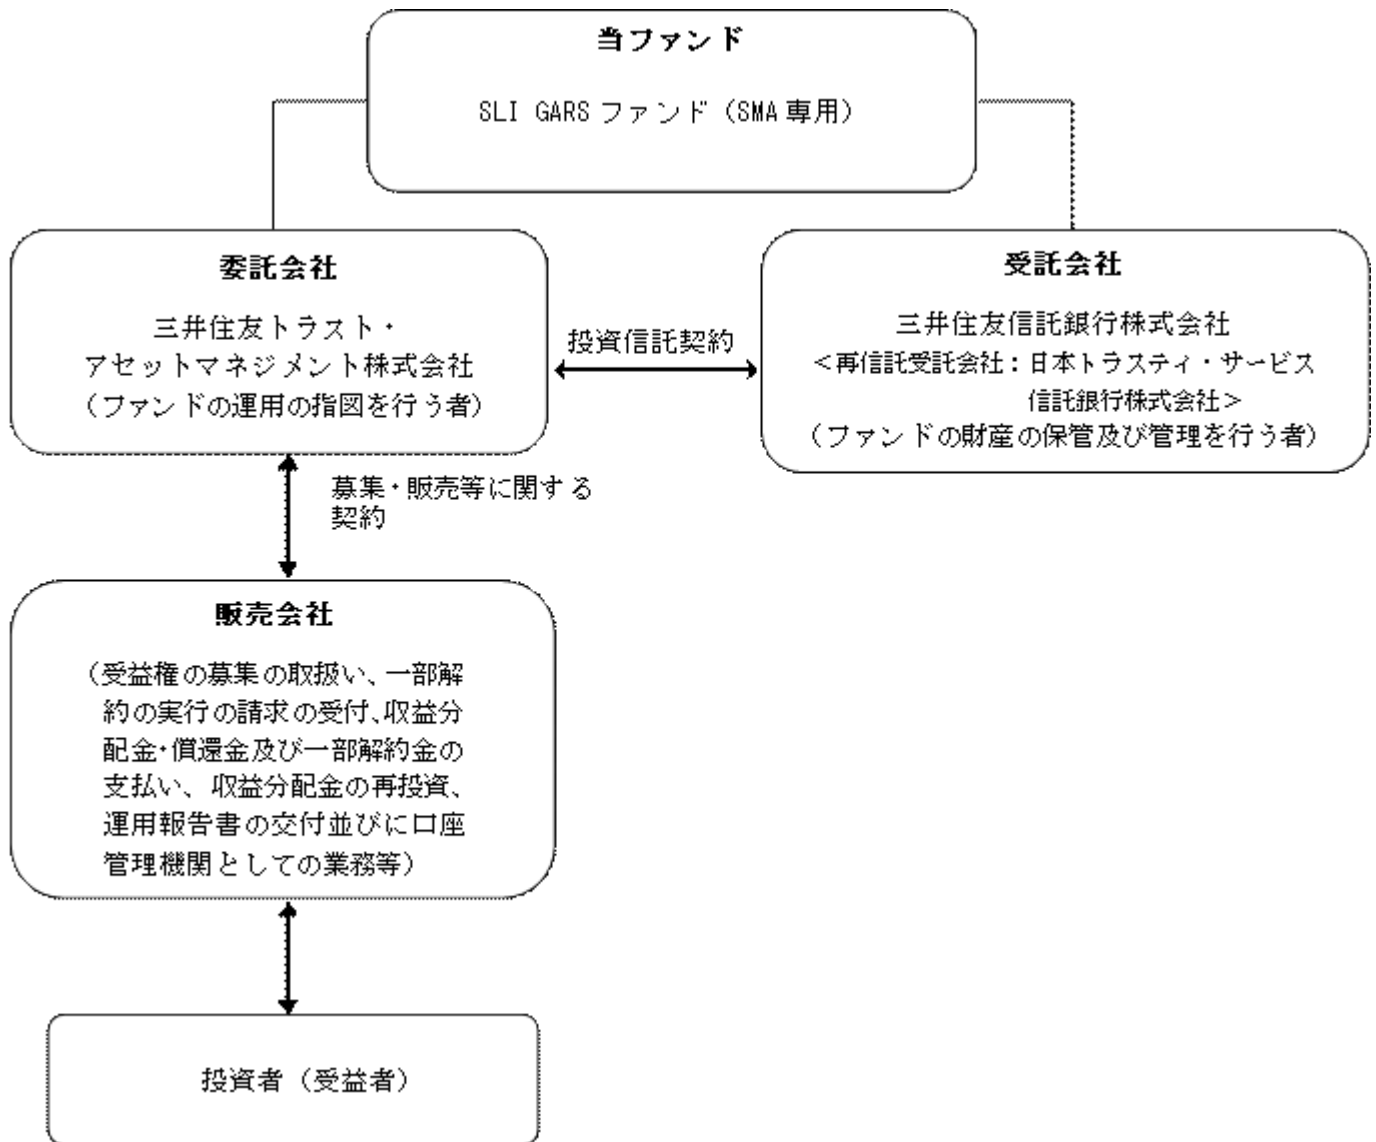 当ファンド
SLI GARS ファンド（SMA 専用）
委託会社
三井住友トラスト・
アセットマネジメント株式会社
（ファンドの運用の指図を行う者）
投資信託契約
受託会社
三井住友信託銀行株式会社
＜再信託受託会社：日本トラスティ・サービス
信託銀行株式会社＞
（ファンドの財産の保管及び管理を行う者）
募集・販売等に関する
契約
販売会社
（受益権の募集の取扱い、一部解
約の実行の請求の受付、収益分
配金・償還金及び一部解約金の
支払い、収益分配金の再投資、
運用報告書の交付並びに口座
管理機関としての業務等）
投資者（受益者）